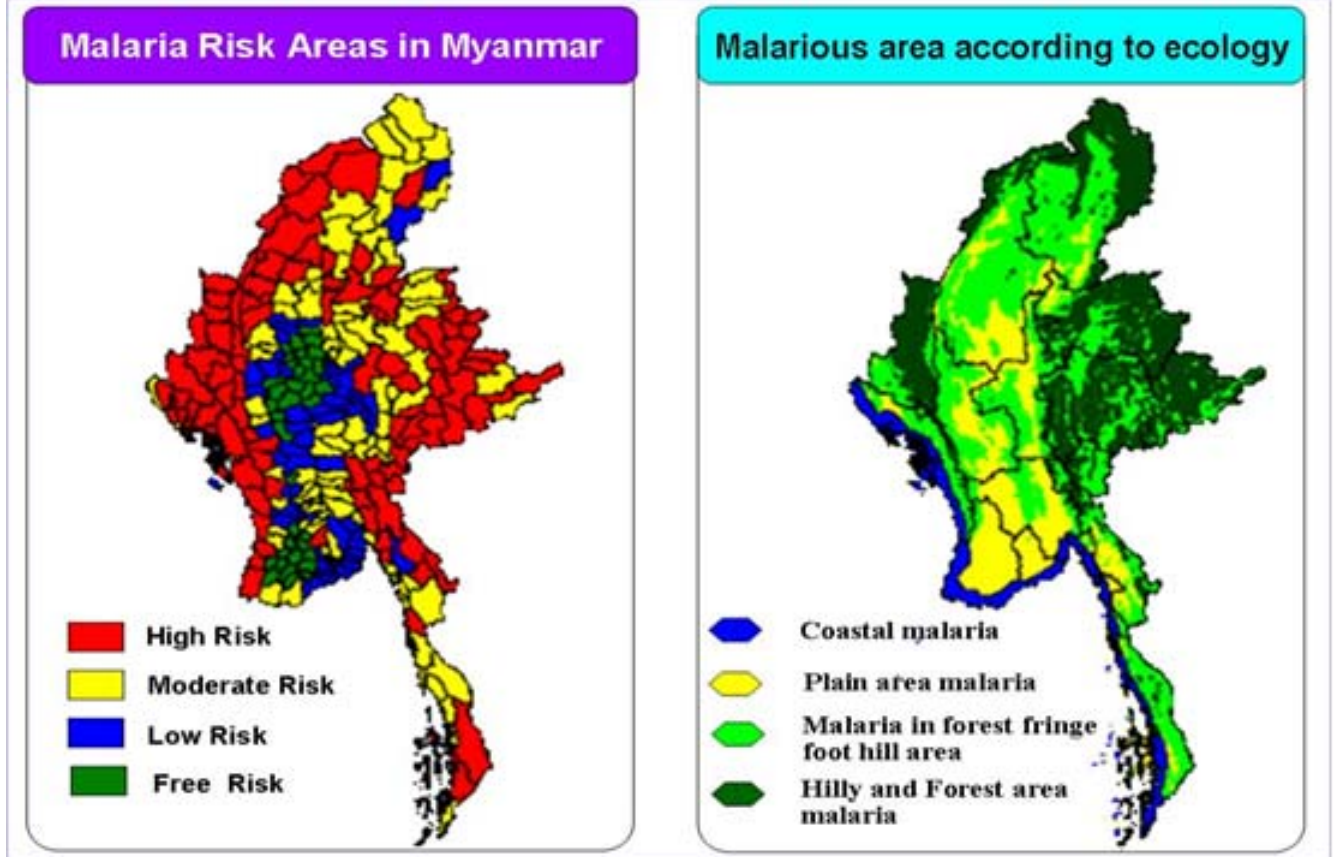 Malaria Risk Areas in Myanmar
High Risk
Moderate Risk
Low Risk
Free Risk
Malarious area according to ecology
Coastal malaria
Plain area malaria
Malaria in forest fringe
foot hill area
Hilly and Forest area
malaria